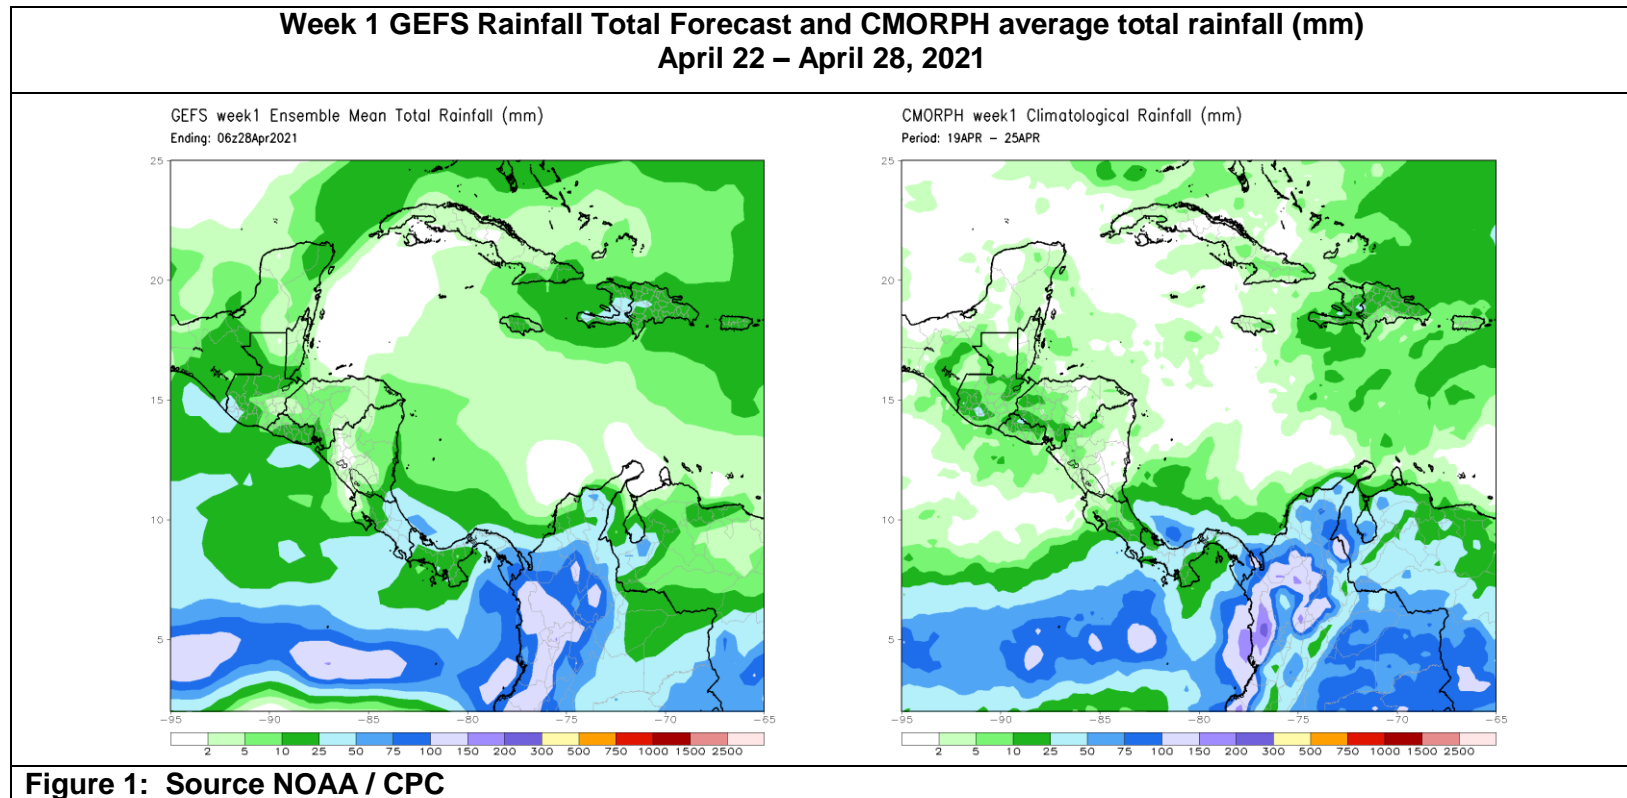 Week 1 GEFS Rainfall Total Forecast and CMORPH average total rainfall (mm)
April 22 – April 28, 2021
GEFS week1 Ensemble Mean Total Rainfall (mm)
Ending: 06z28Apr2021
25
20
15
10
5
-95 -90 -85 -80 -75 -70 -65
2 5 10 25 50 75 100 150 200 300 500 750 1000 1500 2500
CMORPH week1 Climatological Rainfall (mm)
Period: 19APR – 25APR
25
20
15
10
5
-95 -90 -85 -80 -75 -70 -65
2 5 10 25 50 75 100 150 200 300 500 750 1000 1500 2500
Figure 1: Source NOAA / CPC